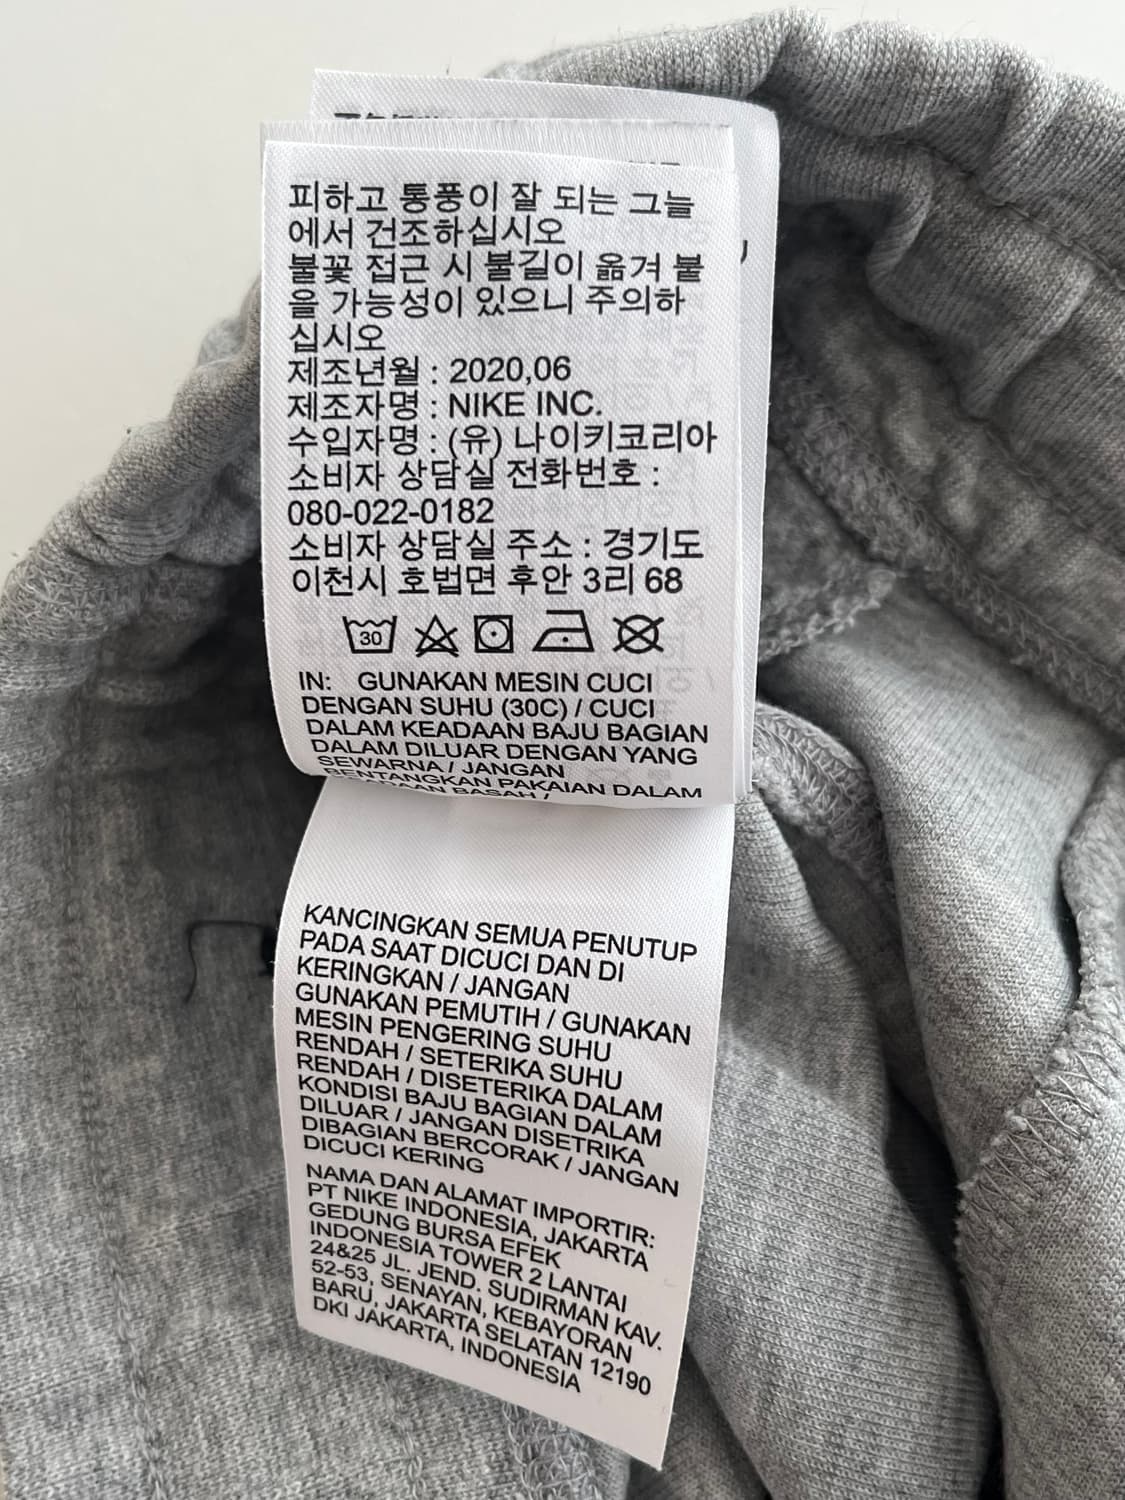 피하고 통풍이 잘 되는 그늘
에서 건조하십시오
불꽃 접근 시 불길이 옮겨 붙
을 가능성이 있으니 주의하
십시오
제조년월 : 2020,06
제조자명 : NIKE INC.
수입자명 : (유) 나이키코리아
소비자 상담실 전화번호 :
080-022-0182
소비자 상담실 주소 : 경기도
이천시 호법면 후안 3리 68
30
IN: GUNAKAN MESIN CUCI
DENGAN SUHU (30C) / CUCI
DALAM KEADAAN BAJU BAGIAN
DALAM DILUAR DENGAN YANG
SEWARNA / JANGAN
BENTANGKAN PAKAIAN DALAM
KEADAAN BASAH /
KANCINGKAN SEMUA PENUTUP
PADA SAAT DICUCI DAN DI
KERINGKAN / JANGAN
GUNAKAN PEMUTIH / GUNAKAN
MESIN PENGERING SUHU
RENDAH / SETERIKA SUHU
RENDAH / DISETERIKA DALAM
KONDISI BAJU BAGIAN DALAM
DILUAR / JANGAN DISETRIKA
DIBAGIAN BERCORAK / JANGAN
DICUCI KERING
NAMA DAN ALAMAT IMPORTIR:
PT NIKE INDONESIA, JAKARTA
GEDUNG BURSA EFEK
INDONESIA TOWER 2 LANTAI
24&25 JL. JEND. SUDIRMAN KAV.
52-53, SENAYAN, KEBAYORAN
BARU, JAKARTA SELATAN 12190
DKI JAKARTA, INDONESIA